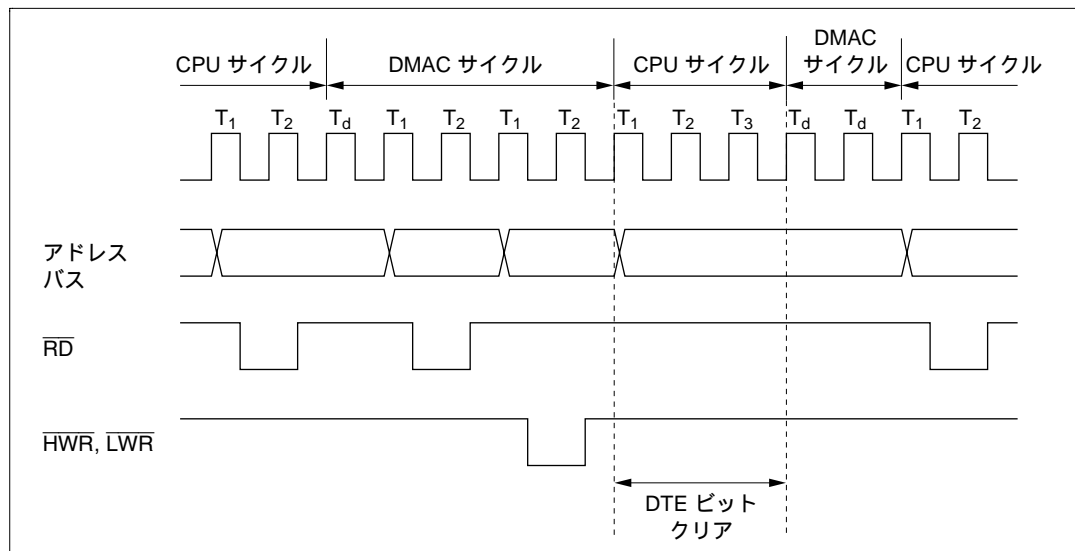 DMAC
CPU サイクル DMAC サイクル CPU サイクル サイクル CPU サイクル
T1 T2 Td T1 T2 T1 T2 T1 T2 T3 Td Td T1 T2
アドレス
バス
RD
HWR, LWR
DTE ビット
クリア